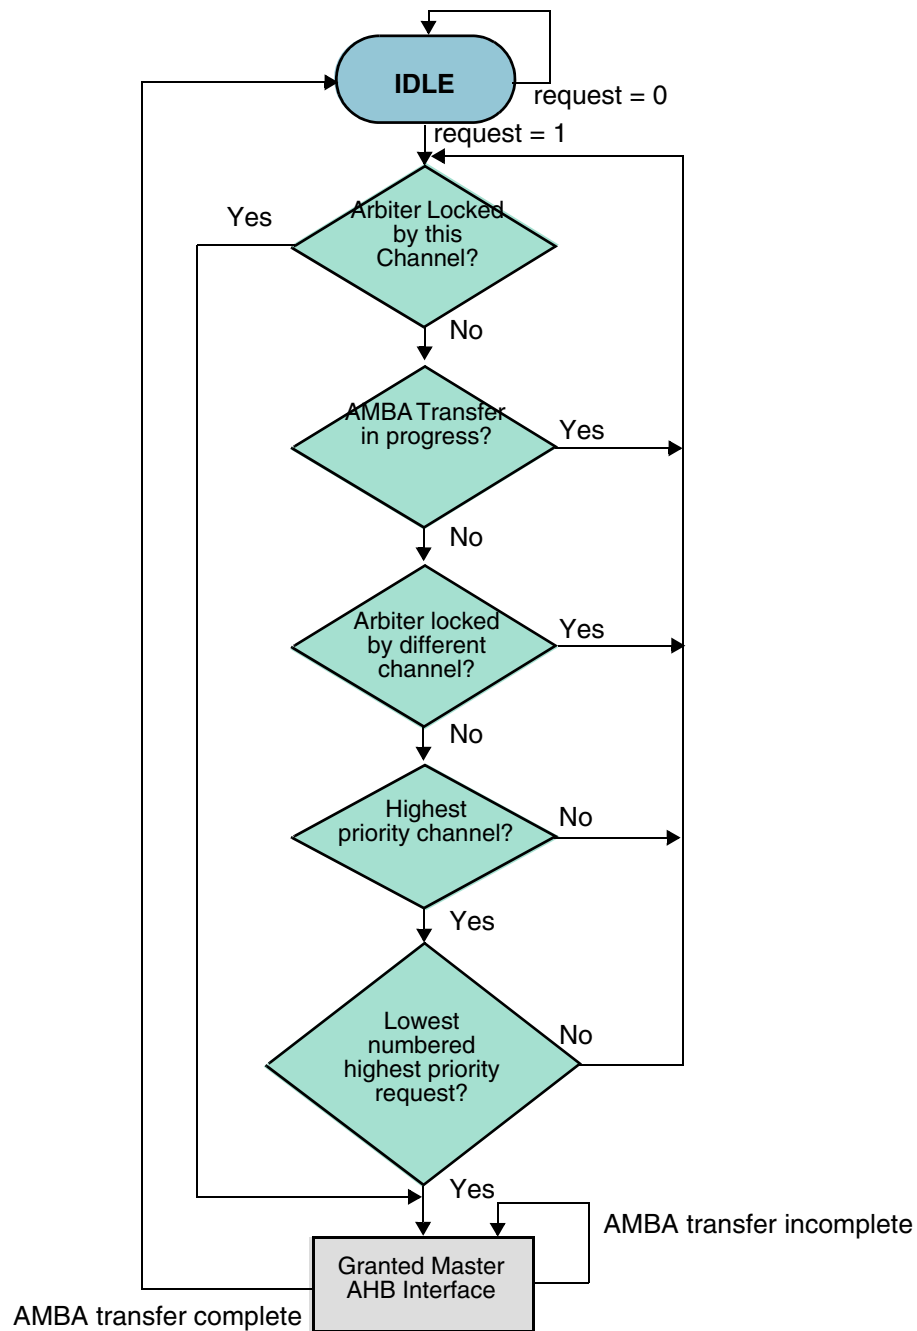 IDLE
request = 0
request = 1
Yes
Arbiter Locked
by this
Channel?
No
AMBA Transfer
in progress?
Yes
No
Arbiter locked
by different
channel?
Yes
No
Highest
priority channel?
No
Yes
Lowest
numbered
highest priority
request?
No
Yes
AMBA transfer incomplete
Granted Master
AHB Interface
AMBA transfer complete